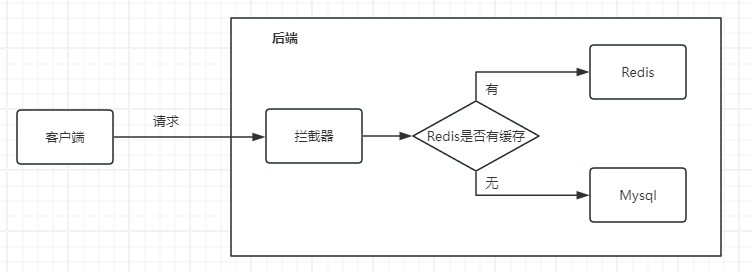 后端
客户端
请求
拦截器
Redis是否有缓存
有
Redis
无
Mysql